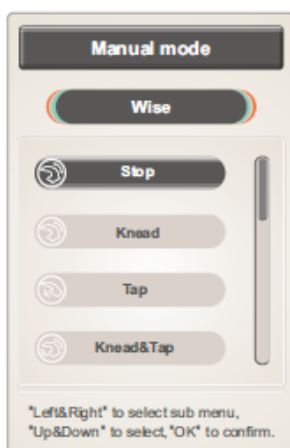 Manual mode
Wise
Stop
Knead
Tap
Knead&Tap
"Left&Right" to select sub menu,
"Up&Down" to select, "OK" to confirm.